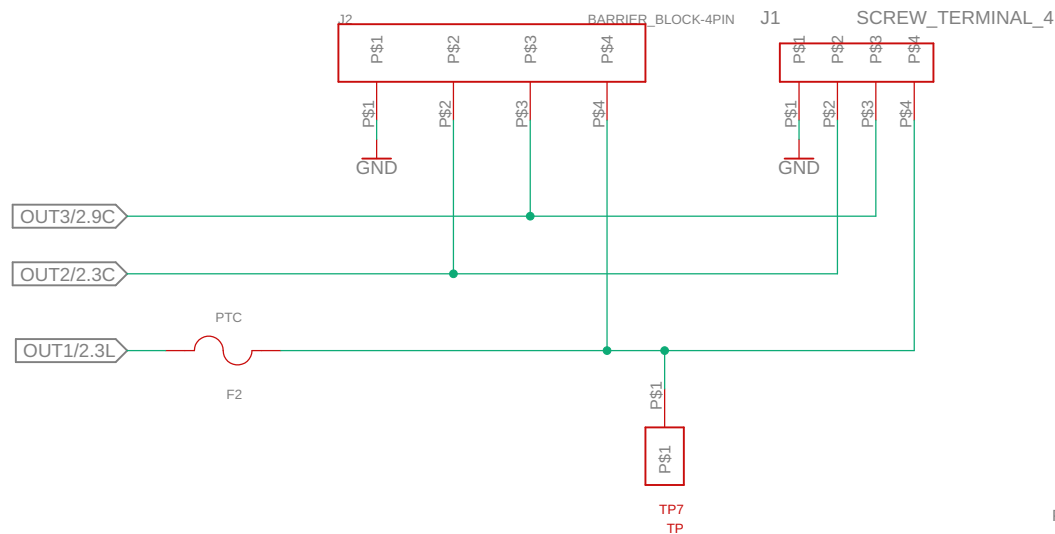 J2
BARRIER_BLOCK-4PIN
J1
SCREW_TERMINAL_4
P$1
P$2
P$3
P$4
P$1
P$2
P$3
P$4
P$1
P$2
P$3
P$4
P$1
P$2
P$3
P$4
GND
GND
OUT3/2.9C
OUT2/2.3C
PTC
OUT1/2.3L
F2
P$1
P$1
TP7
TP